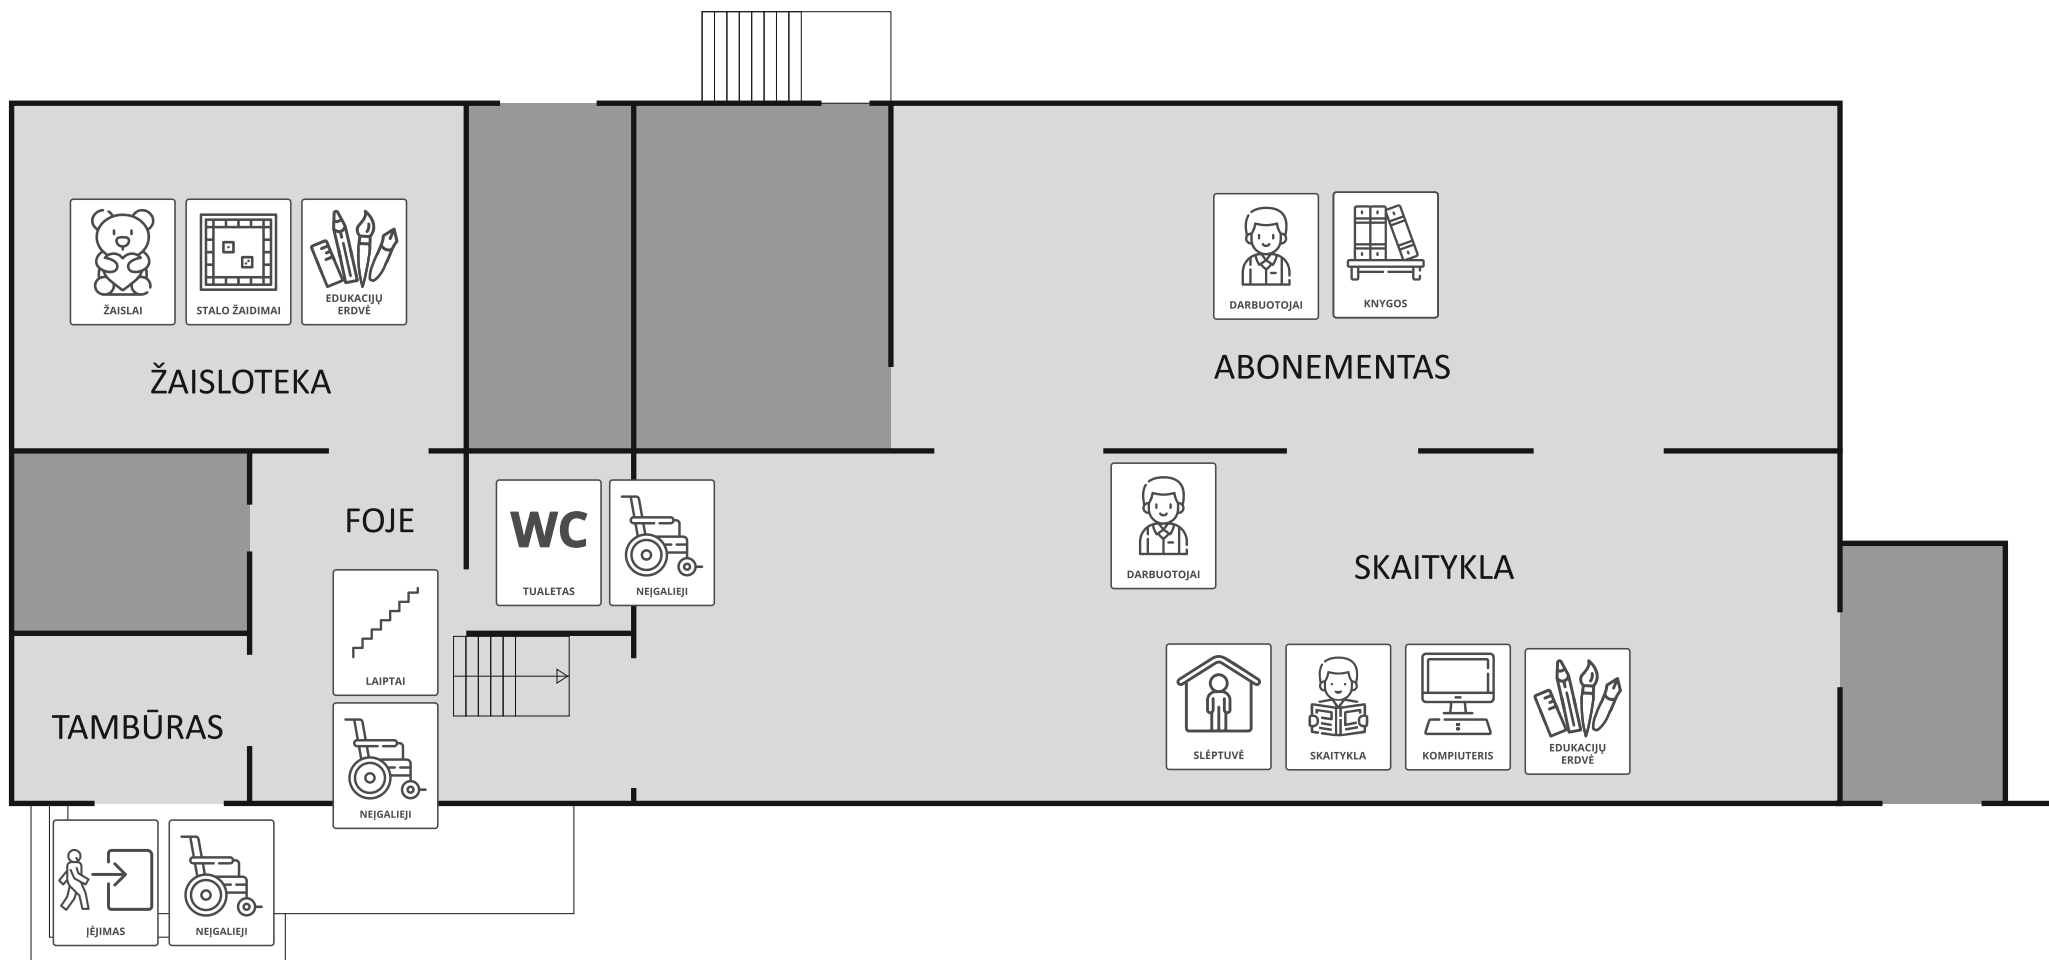 ŽAISLAI
STALO ŽAIDIMAI
EDUKACIJŲ
ERDVĖ
ŽAISLOTEKA
DARBUOTOJAI
KNYGOS
ABONEMENTAS
FOJE
WC
TUALETAS
NEĮGALIEJI
DARBUOTOJAI
SKAITYKLA
LAIPTAI
TAMBŪRAS
NEĮGALIEJI
SLĖPTUVĖ
SKAITYKLA
KOMPIUTERIS
EDUKACIJŲ
ERDVĖ
ĮĖJIMAS
NEĮGALIEJI